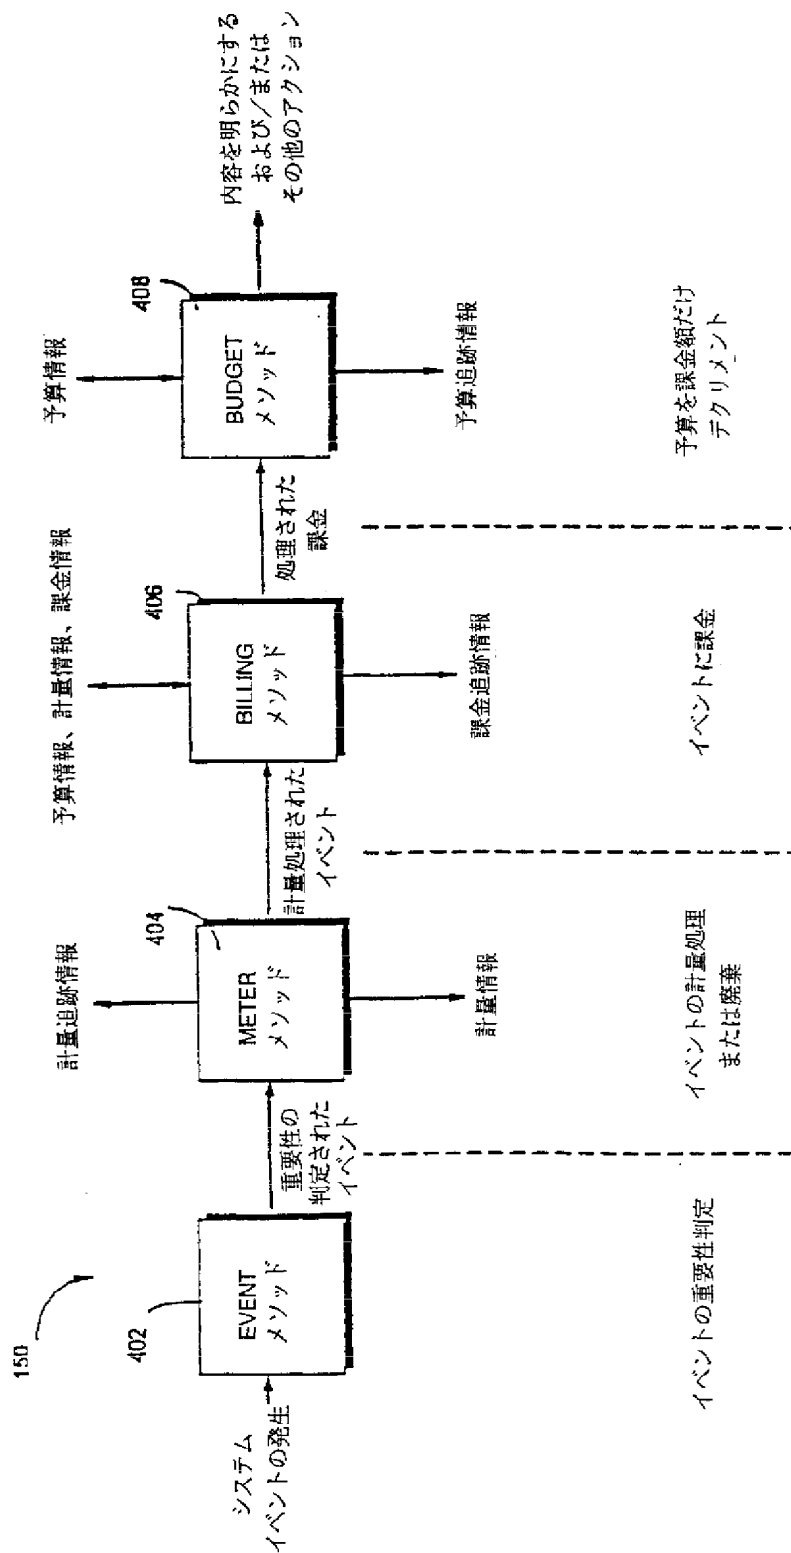 150
システム
イベントの発生
402
EVENT
メソッド
重要性の
判定された
イベント
計量追跡情報
404
METER
メソッド
計量情報
計量処理された
イベント
予算情報、計量情報、課金情報
406
BILLING
メソッド
課金追跡情報
処理された
課金
予算情報
408
BUDGET
メソッド
予算追跡情報
内容を明らかにする
および/または
その他のアクション
イベントの重要性判定
イベントの計量処理
または廃棄
イベントに課金
予算を課金額だけ
デクリメント